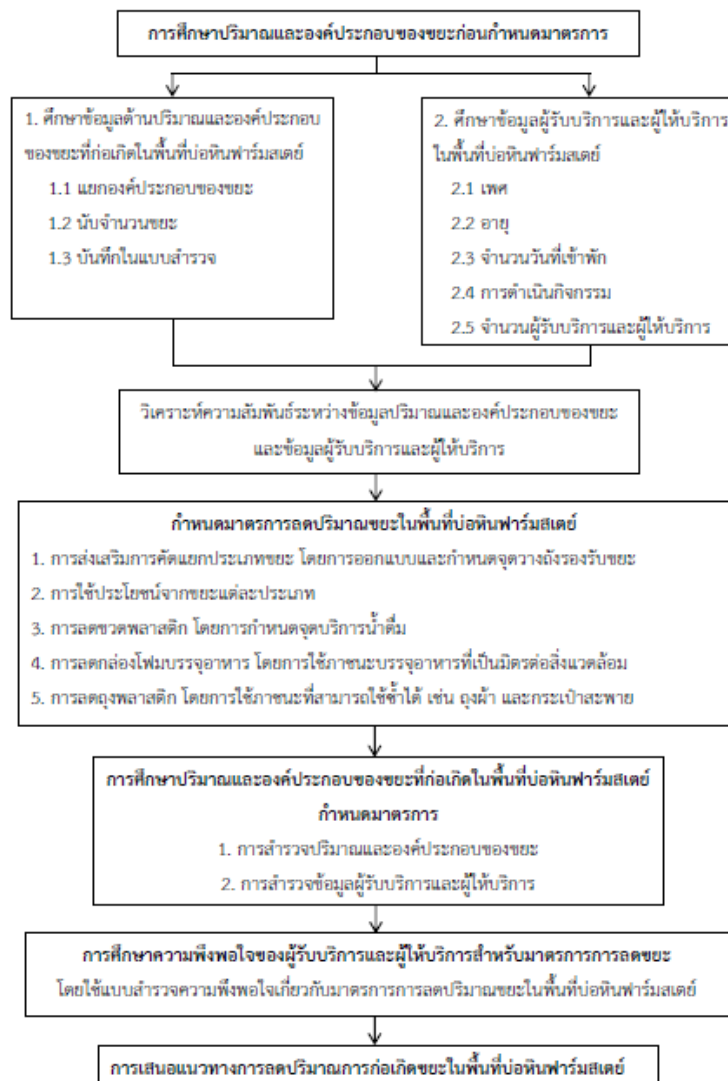 การศึกษาปริมาณและองค์ประกอบของขยะก่อนกำหนดมาตรการ
1. ศึกษาข้อมูลด้านปริมาณและองค์ประกอบ
ของขยะที่ก่อเกิดในพื้นที่บ่อหินฟาร์มสเตย์
1.1 แยกองค์ประกอบของขยะ
1.2 นับจำนวนขยะ
1.3 บันทึกในแบบสำรวจ
2. ศึกษาข้อมูลผู้รับบริการและผู้ให้บริการ
ในพื้นที่บ่อหินฟาร์มสเตย์
2.1 เพศ
2.2 อายุ
2.3 จำนวนวันที่เข้าพัก
2.4 การดำเนินกิจกรรม
2.5 จำนวนผู้รับบริการและผู้ให้บริการ
วิเคราะห์ความสัมพันธ์ระหว่างข้อมูลปริมาณและองค์ประกอบของขยะ
และข้อมูลผู้รับบริการและผู้ให้บริการ
กำหนดมาตรการลดปริมาณขยะในพื้นที่บ่อหินฟาร์มสเตย์
1. การส่งเสริมการคัดแยกประเภทขยะ โดยการออกแบบและกำหนดจุดวางถังรองรับขยะ
2. การใช้ประโยชน์จากขยะแต่ละประเภท
3. การลดขวดพลาสติก โดยการกำหนดจุดบริการน้ำดื่ม
4. การลดกล่องโฟมบรรจุอาหาร โดยการใช้ภาชนะบรรจุอาหารที่เป็นมิตรต่อสิ่งแวดล้อม
5. การลดถุงพลาสติก โดยการใช้ภาชนะที่สามารถใช้ซ้ำได้ เช่น ถุงผ้า และกระเป๋าสะพาย
การศึกษาปริมาณและองค์ประกอบของขยะที่ก่อเกิดในพื้นที่บ่อหินฟาร์มสเตย์
กำหนดมาตรการ
1. การสำรวจปริมาณและองค์ประกอบของขยะ
2. การสำรวจข้อมูลผู้รับบริการและผู้ให้บริการ
การศึกษาความพึงพอใจของผู้รับบริการและผู้ให้บริการสำหรับมาตรการการลดขยะ
โดยใช้แบบสำรวจความพึงพอใจเกี่ยวกับมาตรการการลดปริมาณขยะในพื้นที่บ่อหินฟาร์มสเตย์
การเสนอแนวทางการลดปริมาณการก่อเกิดขยะในพื้นที่บ่อหินฟาร์มสเตย์